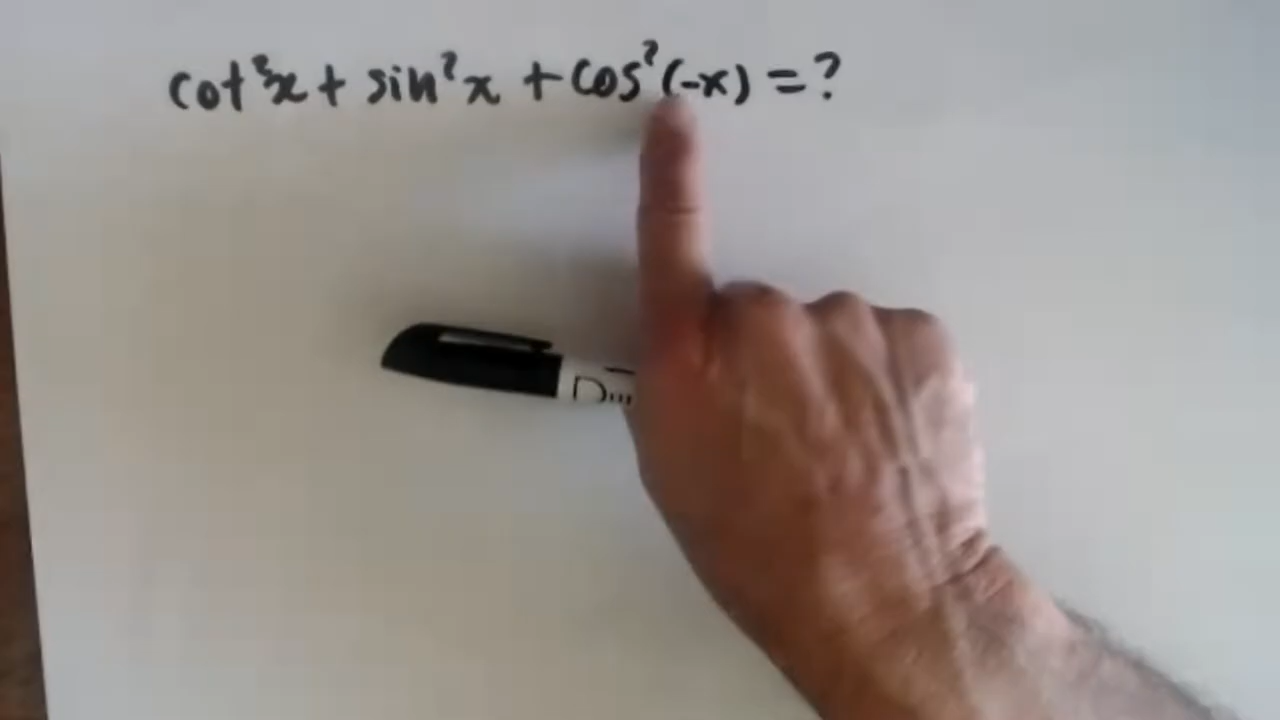 cot²x + sin²x + cos²(-x) = ?